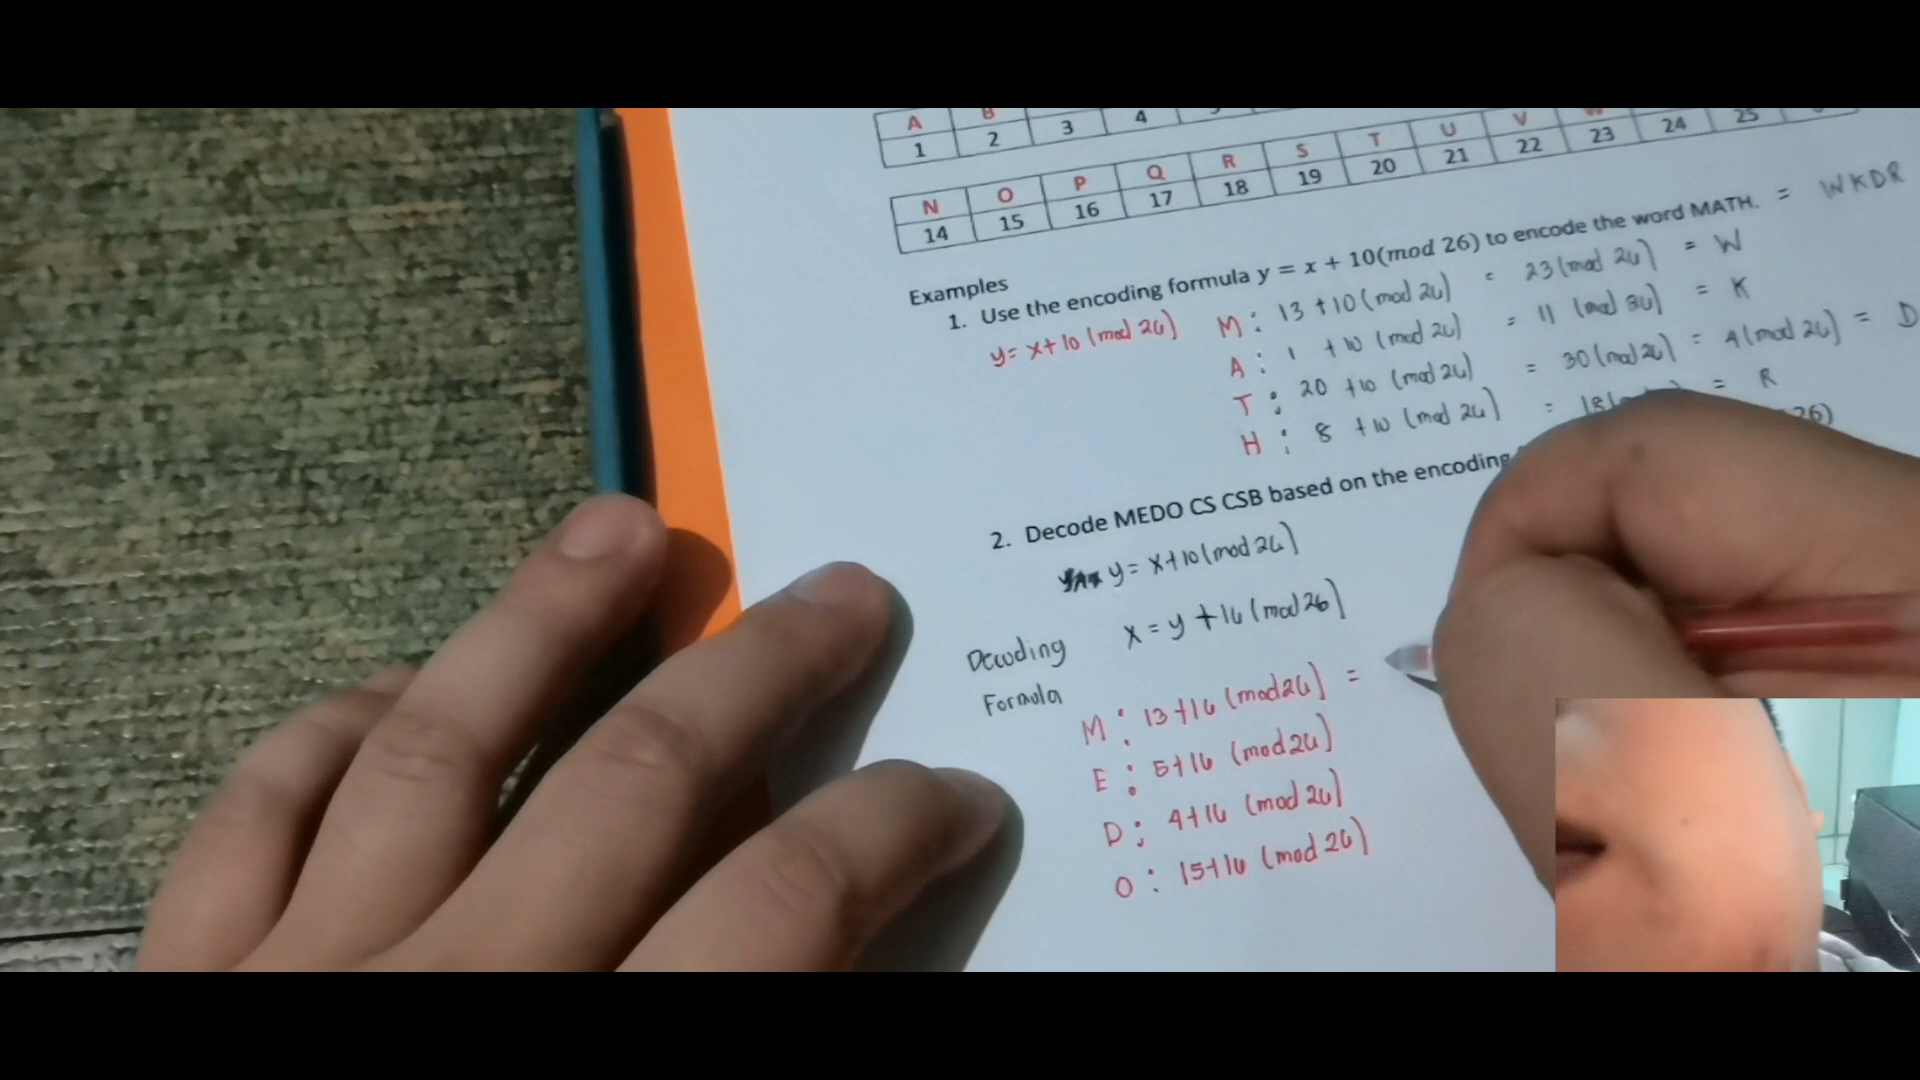 A B
1 2 3 4
N O P Q R S T U V W
14 15 16 17 18 19 20 21 22 23 24 25
Examples
1. Use the encoding formula y = x + 10(mod 26) to encode the word MATH. = WKDR
y = x+10 (mod 26) M : 13 +10 (mod 26) = 23 (mod 26) = W
A : 1 +10 (mod 26) = 11 (mod 26) = K
T : 20 +10 (mod 26) = 30 (mod 26) = 4 (mod 26) = D
H : 8 +10 (mod 26) = 18 = R
2. Decode MEDO CS CSB based on the encoding 26)
y = x+10 (mod 26)
Decoding x = y +16 (mod 26)
Formula
M : 13+16 (mod 26) =
E : 5+16 (mod 26)
D : 4+16 (mod 26)
O : 15+16 (mod 26)